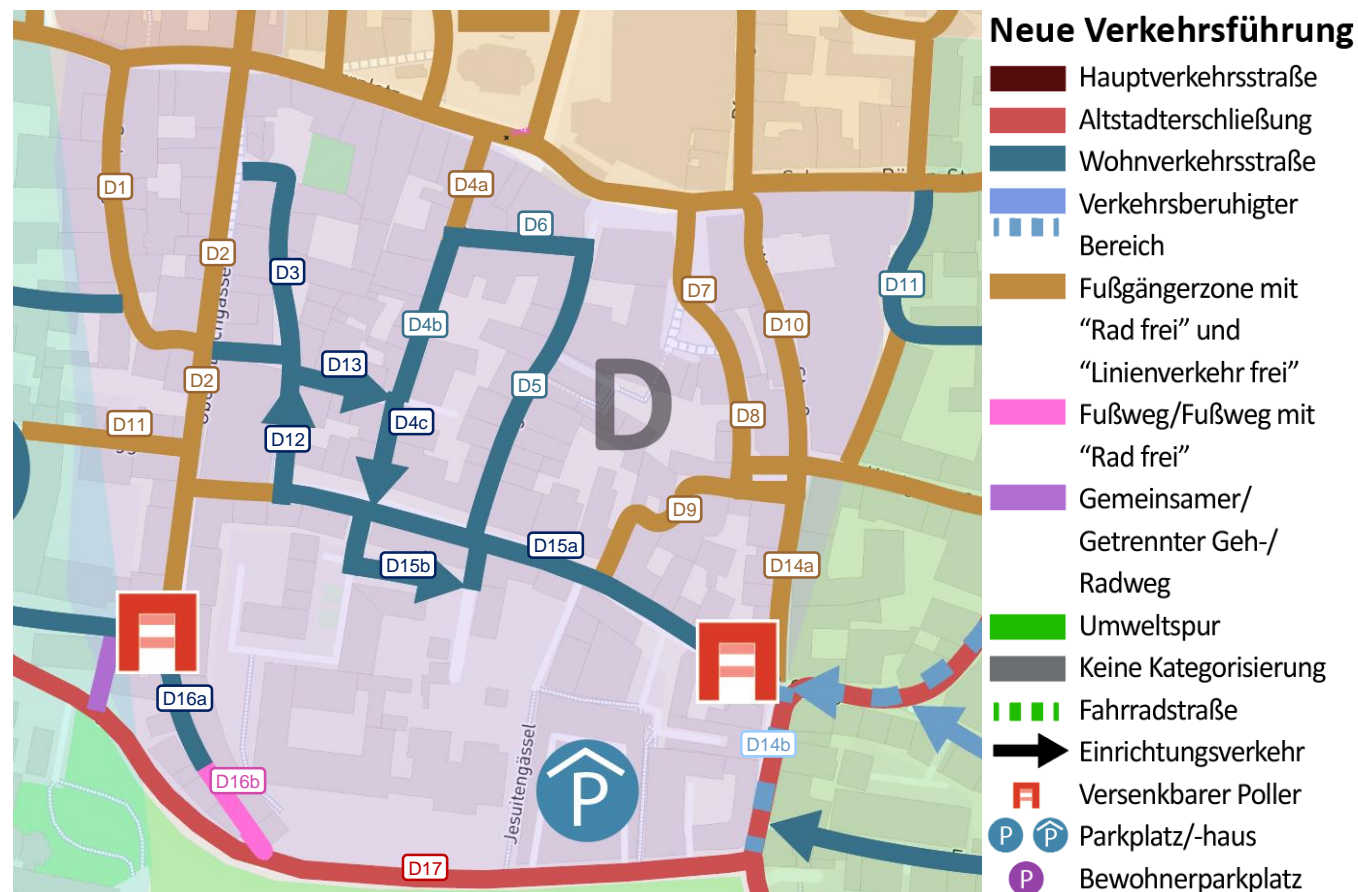 Neue Verkehrsführung
Hauptverkehrsstraße
Altstadterschließung
Wohnverkehrsstraße
Verkehrsberuhigter
Bereich
Fußgängerzone mit
“Rad frei” und
“Linienverkehr frei”
Fußweg/Fußweg mit
“Rad frei”
Gemeinsamer/
Getrennter Geh-/
Radweg
Umweltspur
Keine Kategorisierung
Fahrradstraße
Einrichtungsverkehr
Versenkbarer Poller
P P Parkplatz/-haus
P Bewohnerparkplatz
D1
D4a
D2
D6
D3
D11
D7
D4b
D10
D13
D2
D5
D
D11
D4c
D8
D12
D9
D15a
D15b
D14a
D16a
D14b
D16b
Jesuitengässel
P
D17